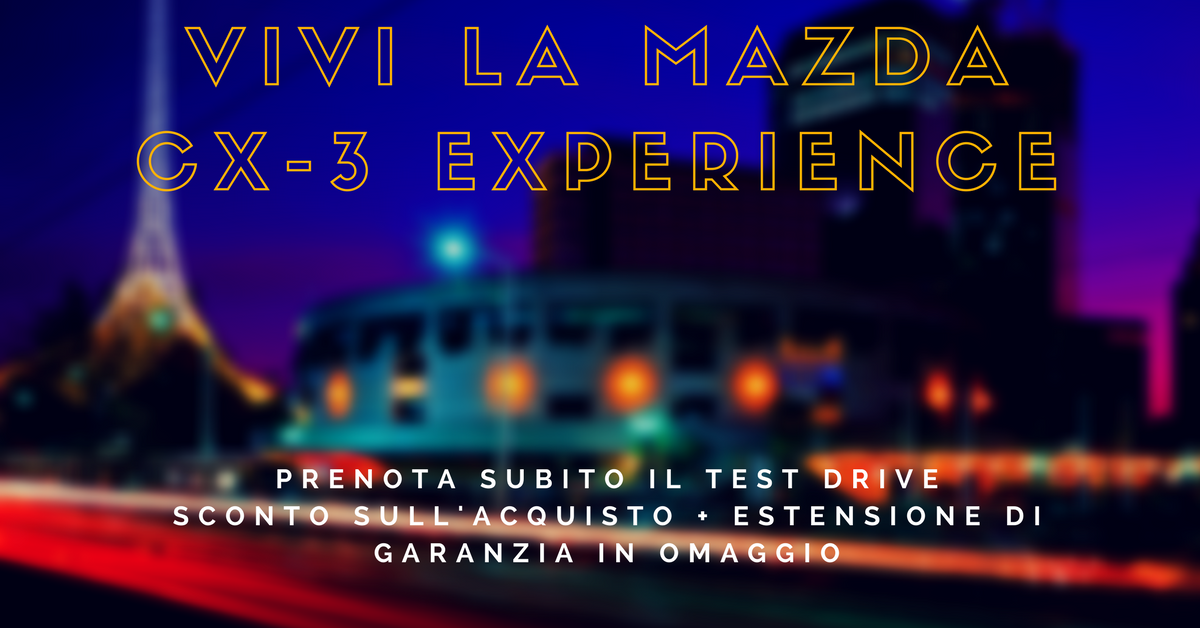 VIVI LA MAZDA
CX-3 EXPERIENCE
PRENOTA SUBITO IL TEST DRIVE
SCONTO SULL'ACQUISTO + ESTENSIONE DI
GARANZIA IN OMAGGIO